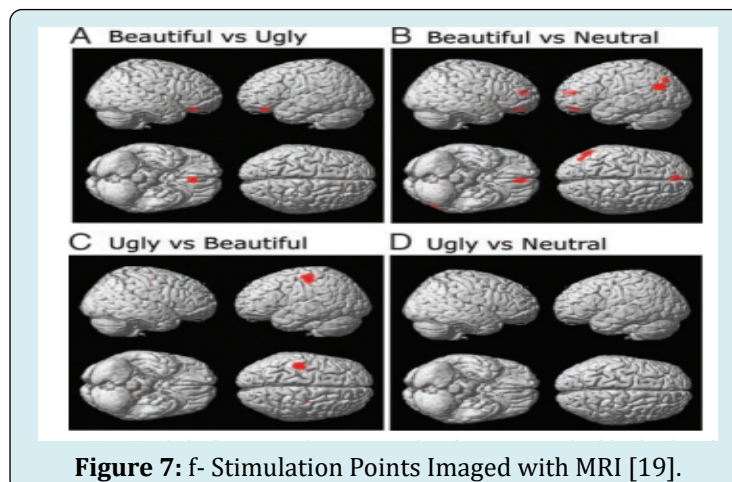 A Beautiful vs Ugly
B Beautiful vs Neutral
C Ugly vs Beautiful
D Ugly vs Neutral
Figure 7: f- Stimulation Points Imaged with MRI [19].